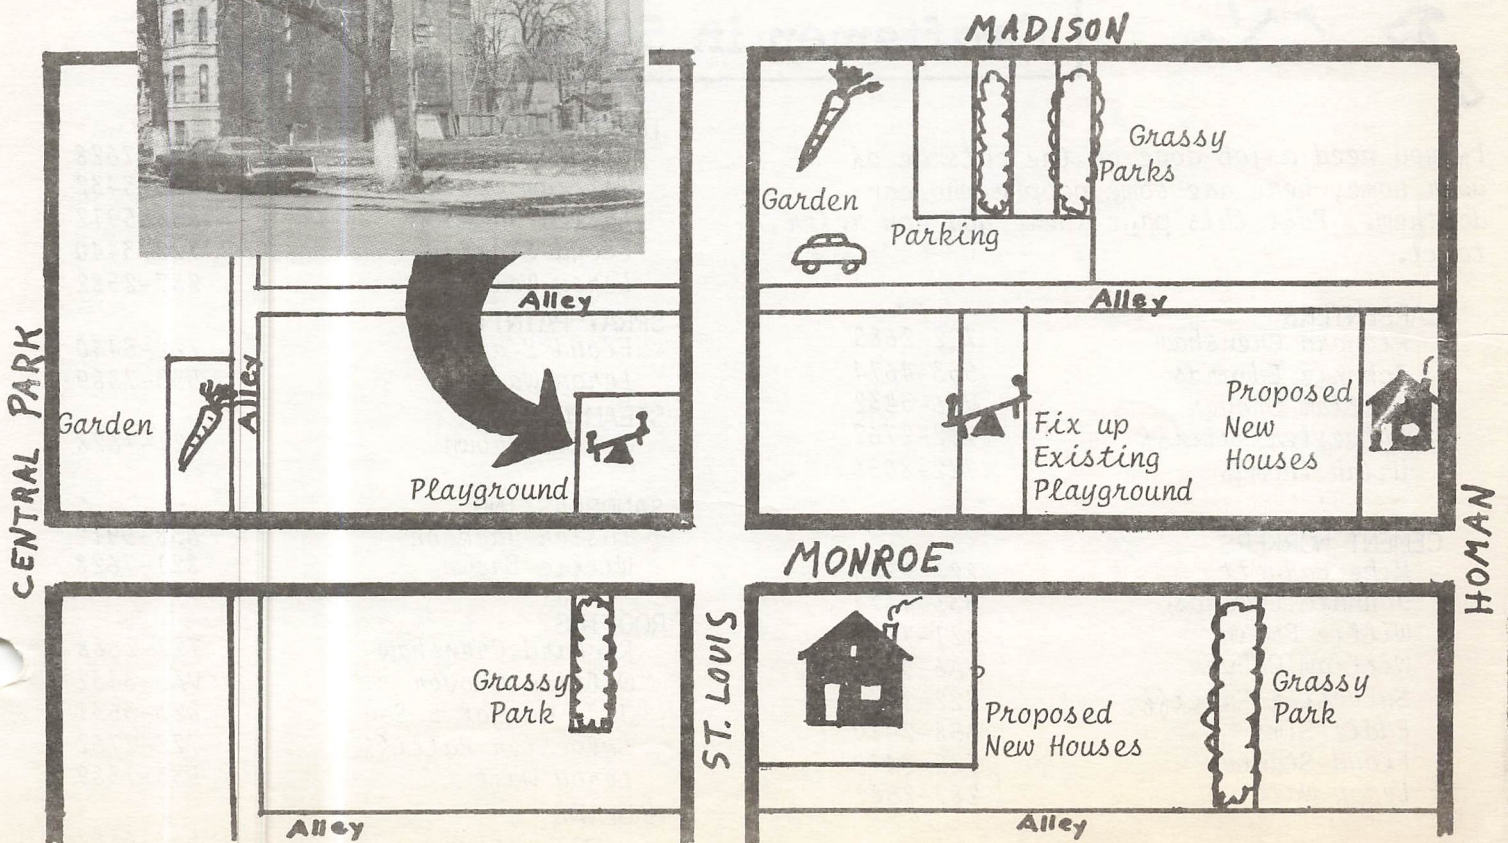 MADISON
Grassy
Parks
Garden
Parking
Alley
Alley
CENTRAL PARK
Garden
Alley
Playground
Fix up
Existing
Playground
Proposed
New
Houses
HOMAN
MONROE
ST. LOUIS
Grassy
Park
Proposed
New Houses
Grassy
Park
Alley
Alley